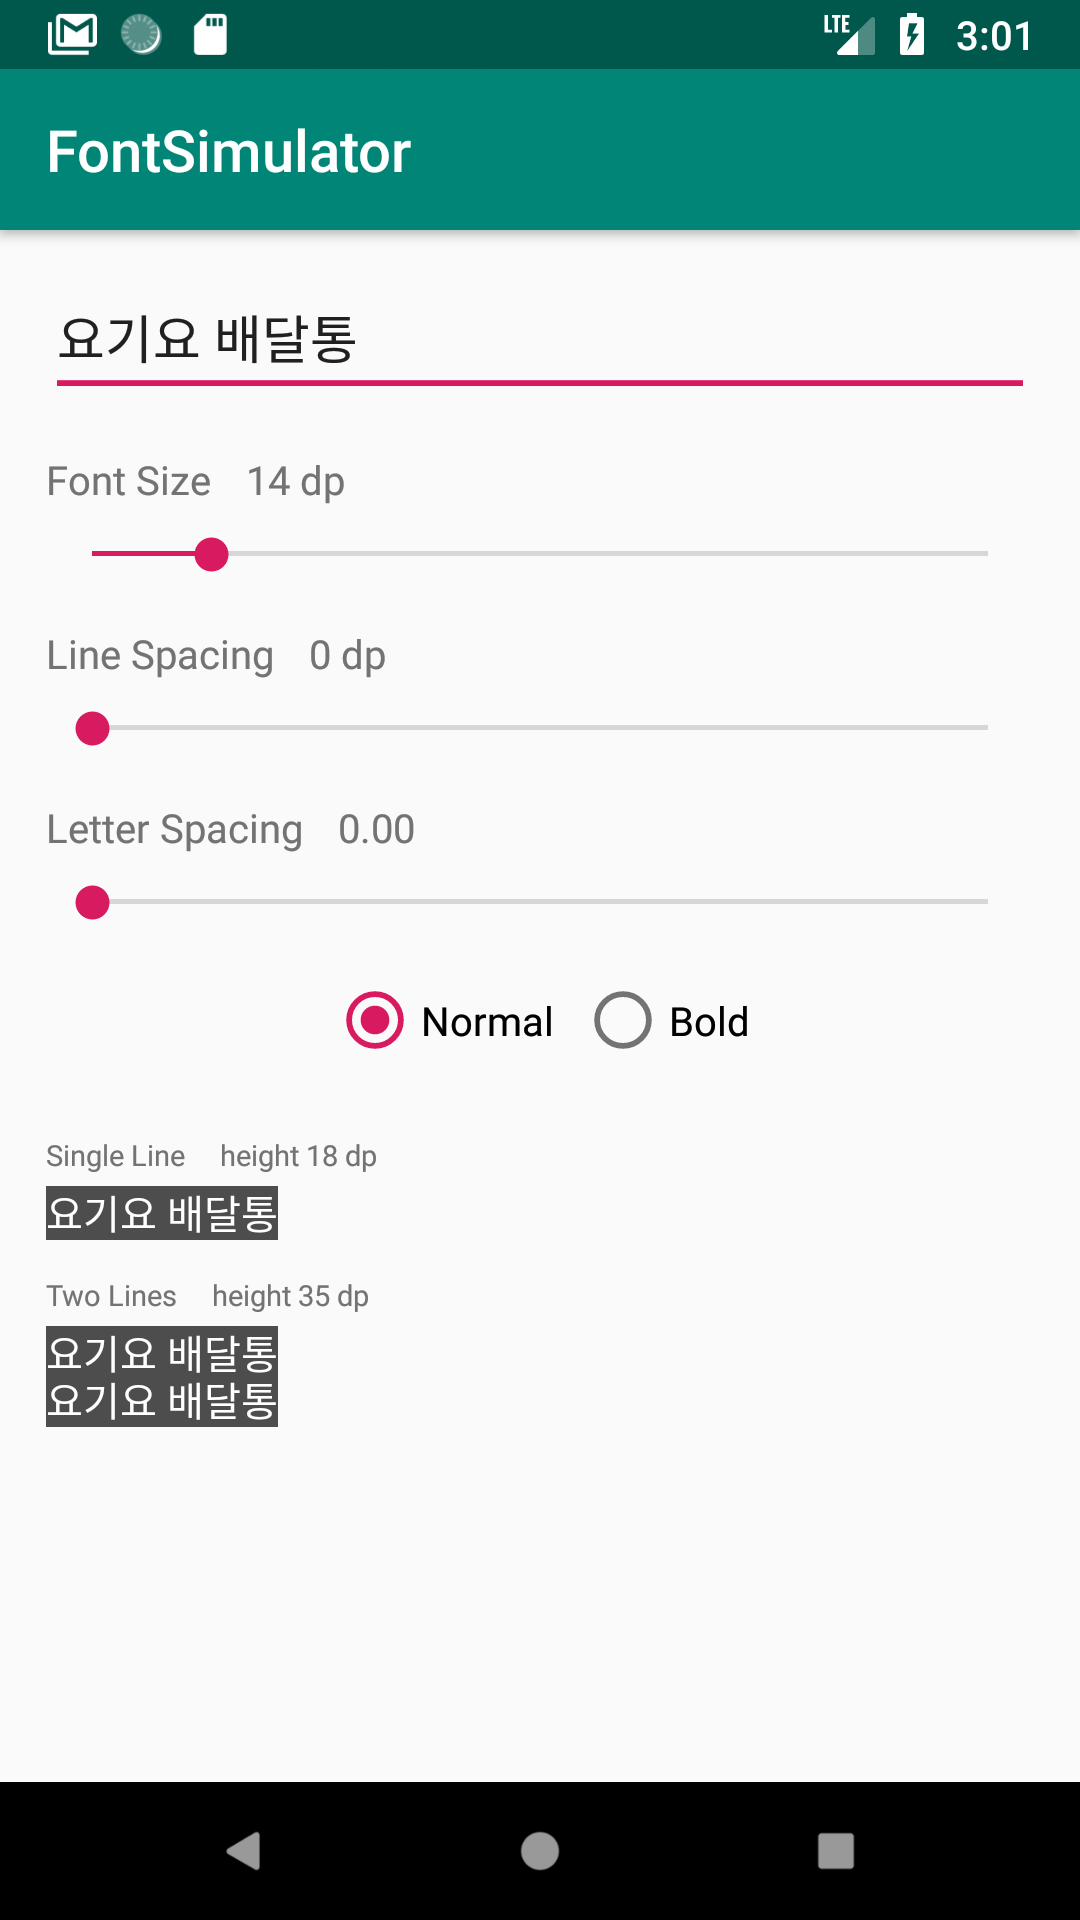 LTE 3:01
FontSimulator
요기요 배달통
Font Size 14 dp
Line Spacing 0 dp
Letter Spacing 0.00
Normal Bold
Single Line height 18 dp
요기요 배달통
Two Lines height 35 dp
요기요 배달통
요기요 배달통